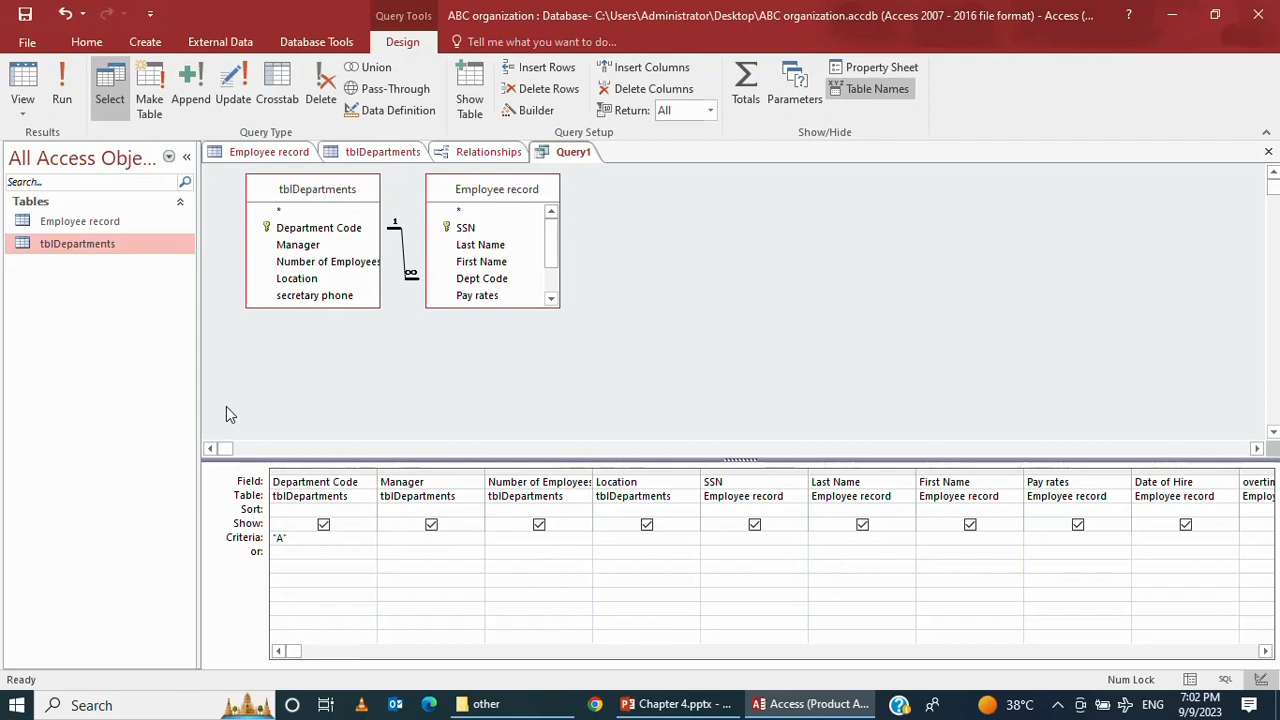 Query Tools
ABC organization : Database- C:\Users\Administrator\Desktop\ABC organization.accdb (Access 2007 - 2016 file format) - Access (...
File Home Create External Data Database Tools Design Tell me what you want to do...
View Run Select Make Table Append Update Crosstab Delete
Union
Pass-Through
Data Definition
Show Table
Insert Rows
Delete Rows
Builder
Insert Columns
Delete Columns
Return: All
Totals Parameters
Property Sheet
Table Names
Results Query Type Query Setup Show/Hide
All Access Obje...
Search...
Tables
Employee record
tblDepartments
Employee record tblDepartments Relationships Query1
tblDepartments
*
Department Code
Manager
Number of Employees
Location
secretary phone
1
∞
Employee record
*
SSN
Last Name
First Name
Dept Code
Pay rates
Field: Department Code Manager Number of Employees Location SSN Last Name First Name Pay rates Date of Hire overtim
Table: tblDepartments tblDepartments tblDepartments tblDepartments Employee record Employee record Employee record Employee record Employee record Employ
Sort:
Show:
Criteria: "A"
or:
Ready Num Lock SQL
Search other Chapter 4.pptx - ... Access (Product A... 38°C ENG 7:02 PM
9/9/2023